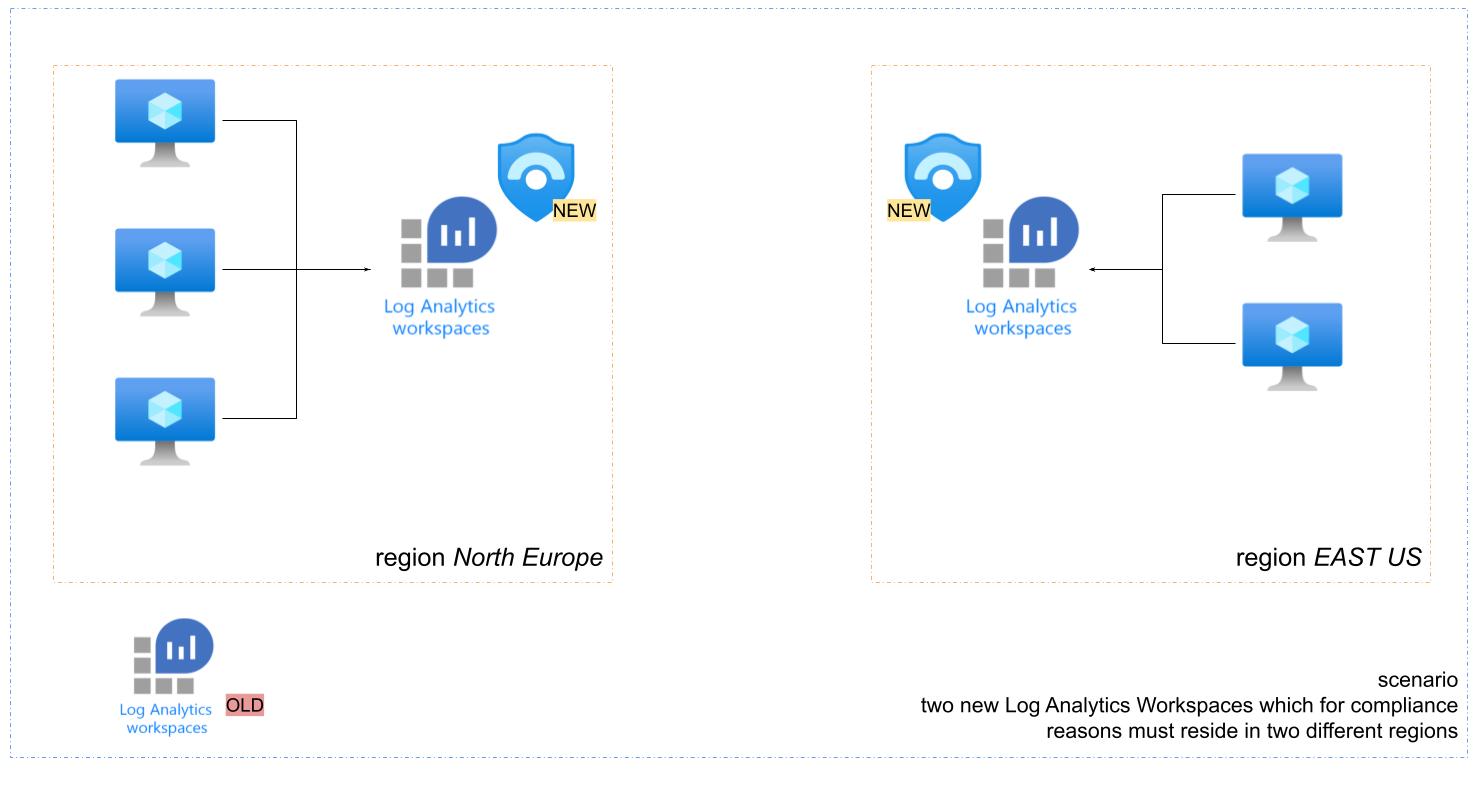 NEW
Log Analytics
workspaces
region North Europe
NEW
Log Analytics
workspaces
region EAST US
Log Analytics
workspaces
OLD
scenario
two new Log Analytics Workspaces which for compliance
reasons must reside in two different regions